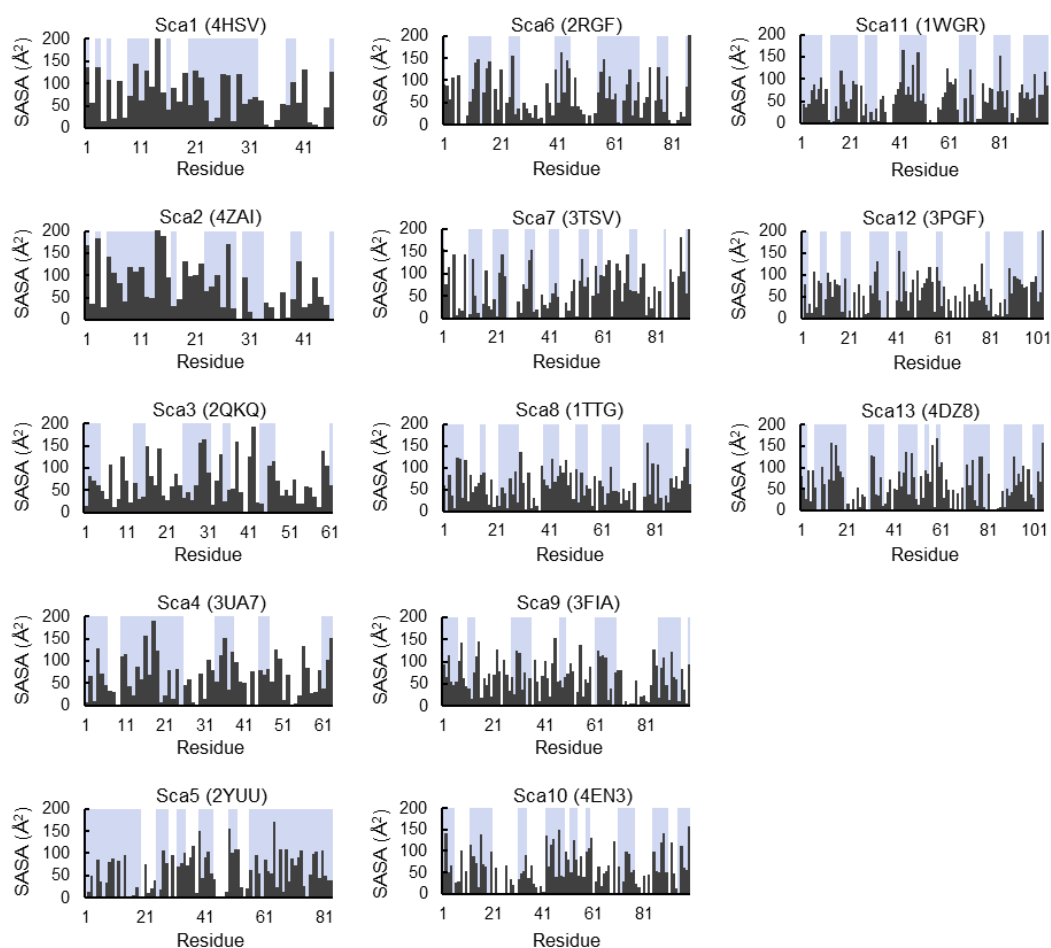 Sca1 (4HSV)
SASA (Å²)
200
150
100
50
0
1 11 21 31 41
Residue
Sca6 (2RGF)
SASA (Å²)
200
150
100
50
0
1 21 41 61 81
Residue
Sca11 (1WGR)
SASA (Å²)
200
150
100
50
0
1 21 41 61 81
Residue
Sca2 (4ZAI)
SASA (Å²)
200
150
100
50
0
1 11 21 31 41
Residue
Sca7 (3TSV)
SASA (Å²)
200
150
100
50
0
1 21 41 61 81
Residue
Sca12 (3PGF)
SASA (Å²)
200
150
100
50
0
1 21 41 61 81 101
Residue
Sca3 (2QKQ)
SASA (Å²)
200
150
100
50
0
1 11 21 31 41 51 61
Residue
Sca8 (1TTG)
SASA (Å²)
200
150
100
50
0
1 21 41 61 81
Residue
Sca13 (4DZ8)
SASA (Å²)
200
150
100
50
0
1 21 41 61 81 101
Residue
Sca4 (3UA7)
SASA (Å²)
200
150
100
50
0
1 11 21 31 41 51 61
Residue
Sca9 (3FIA)
SASA (Å²)
200
150
100
50
0
1 21 41 61 81
Residue
Sca5 (2YUU)
SASA (Å²)
200
150
100
50
0
1 21 41 61 81
Residue
Sca10 (4EN3)
SASA (Å²)
200
150
100
50
0
1 21 41 61 81
Residue